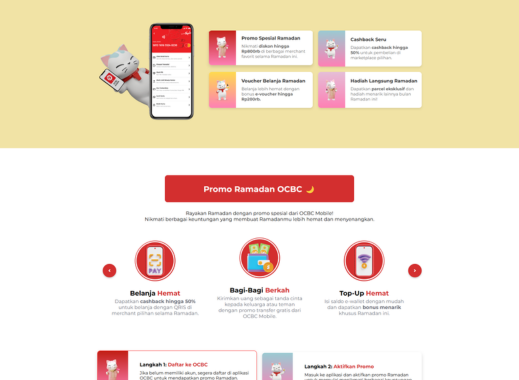 Promo Spesial Ramadan
Nikmati diskon hingga
Rp800rb di berbagai merchant
favorit selama Ramadan ini.
Cashback Seru
Dapatkan cashback hingga
50% untuk pembelian di
marketplace pilihan.
Voucher Belanja Ramadan
Belanja lebih hemat dengan
bonus e-voucher hingga
Rp250rb.
Hadiah Langsung Ramadan
Dapatkan parcel eksklusif dan
hadiah menarik lainnya bulan
Ramadan ini!
Promo Ramadan OCBC 🌙
Rayakan Ramadan dengan promo spesial dari OCBC Mobile!
Nikmati berbagai keuntungan yang membuat Ramadanmu lebih hemat dan menyenangkan.
PAY
Belanja Hemat
Dapatkan cashback hingga 50%
untuk belanja dengan QRIS di
merchant pilihan selama Ramadan.
Bagi-Bagi Berkah
Kirimkan uang sebagai tanda cinta
kepada keluarga atau teman
dengan promo transfer gratis dari
OCBC Mobile.
Top-Up Hemat
Isi saldo e-wallet dengan mudah
dan dapatkan bonus menarik
khusus Ramadan ini.
Langkah 1: Daftar ke OCBC
Jika belum memiliki akun, segera daftar di aplikasi
OCBC untuk mendapatkan promo Ramadan.
Langkah 2: Aktifkan Promo
Masuk ke aplikasi dan aktifkan promo Ramadan